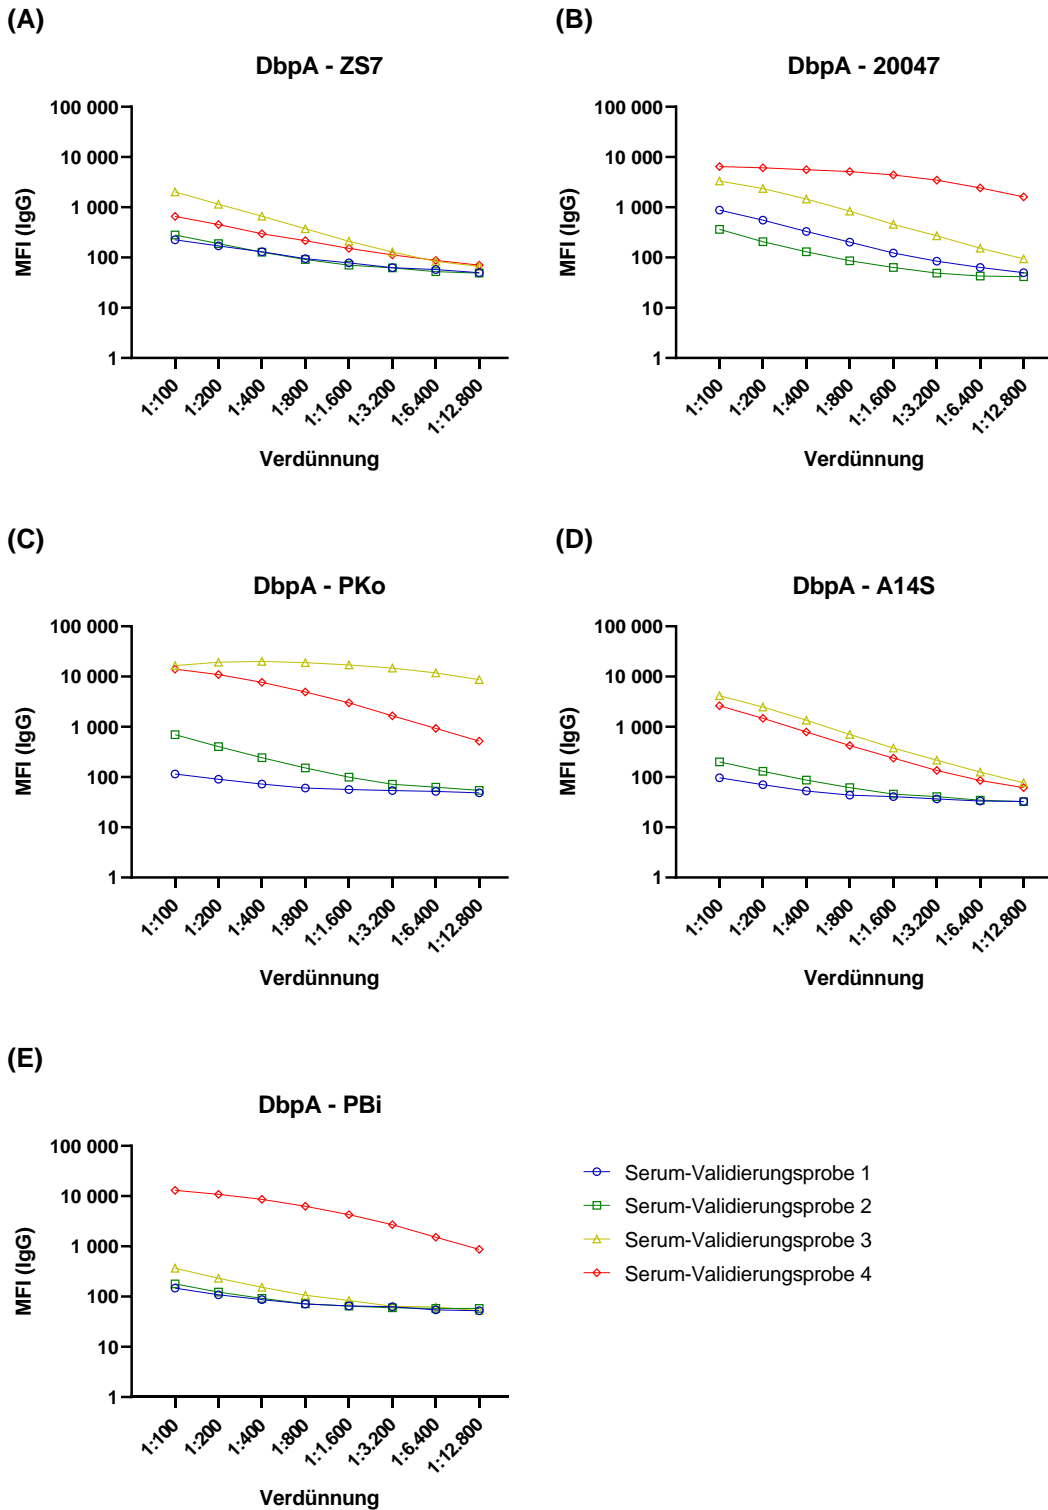 (A)
DbpA - ZS7
MFI (IgG)
100 000
10 000
1 000
100
10
1
1:100
1:200
1:400
1:800
1:1.600
1:3.200
1:6.400
1:12.800
Verdünnung
(B)
DbpA - 20047
MFI (IgG)
100 000
10 000
1 000
100
10
1
1:100
1:200
1:400
1:800
1:1.600
1:3.200
1:6.400
1:12.800
Verdünnung
(C)
DbpA - PKo
MFI (IgG)
100 000
10 000
1 000
100
10
1
1:100
1:200
1:400
1:800
1:1.600
1:3.200
1:6.400
1:12.800
Verdünnung
(D)
DbpA - A14S
MFI (IgG)
100 000
10 000
1 000
100
10
1
1:100
1:200
1:400
1:800
1:1.600
1:3.200
1:6.400
1:12.800
Verdünnung
(E)
DbpA - PBi
MFI (IgG)
100 000
10 000
1 000
100
10
1
1:100
1:200
1:400
1:800
1:1.600
1:3.200
1:6.400
1:12.800
Verdünnung
Serum-Validierungsprobe 1
Serum-Validierungsprobe 2
Serum-Validierungsprobe 3
Serum-Validierungsprobe 4